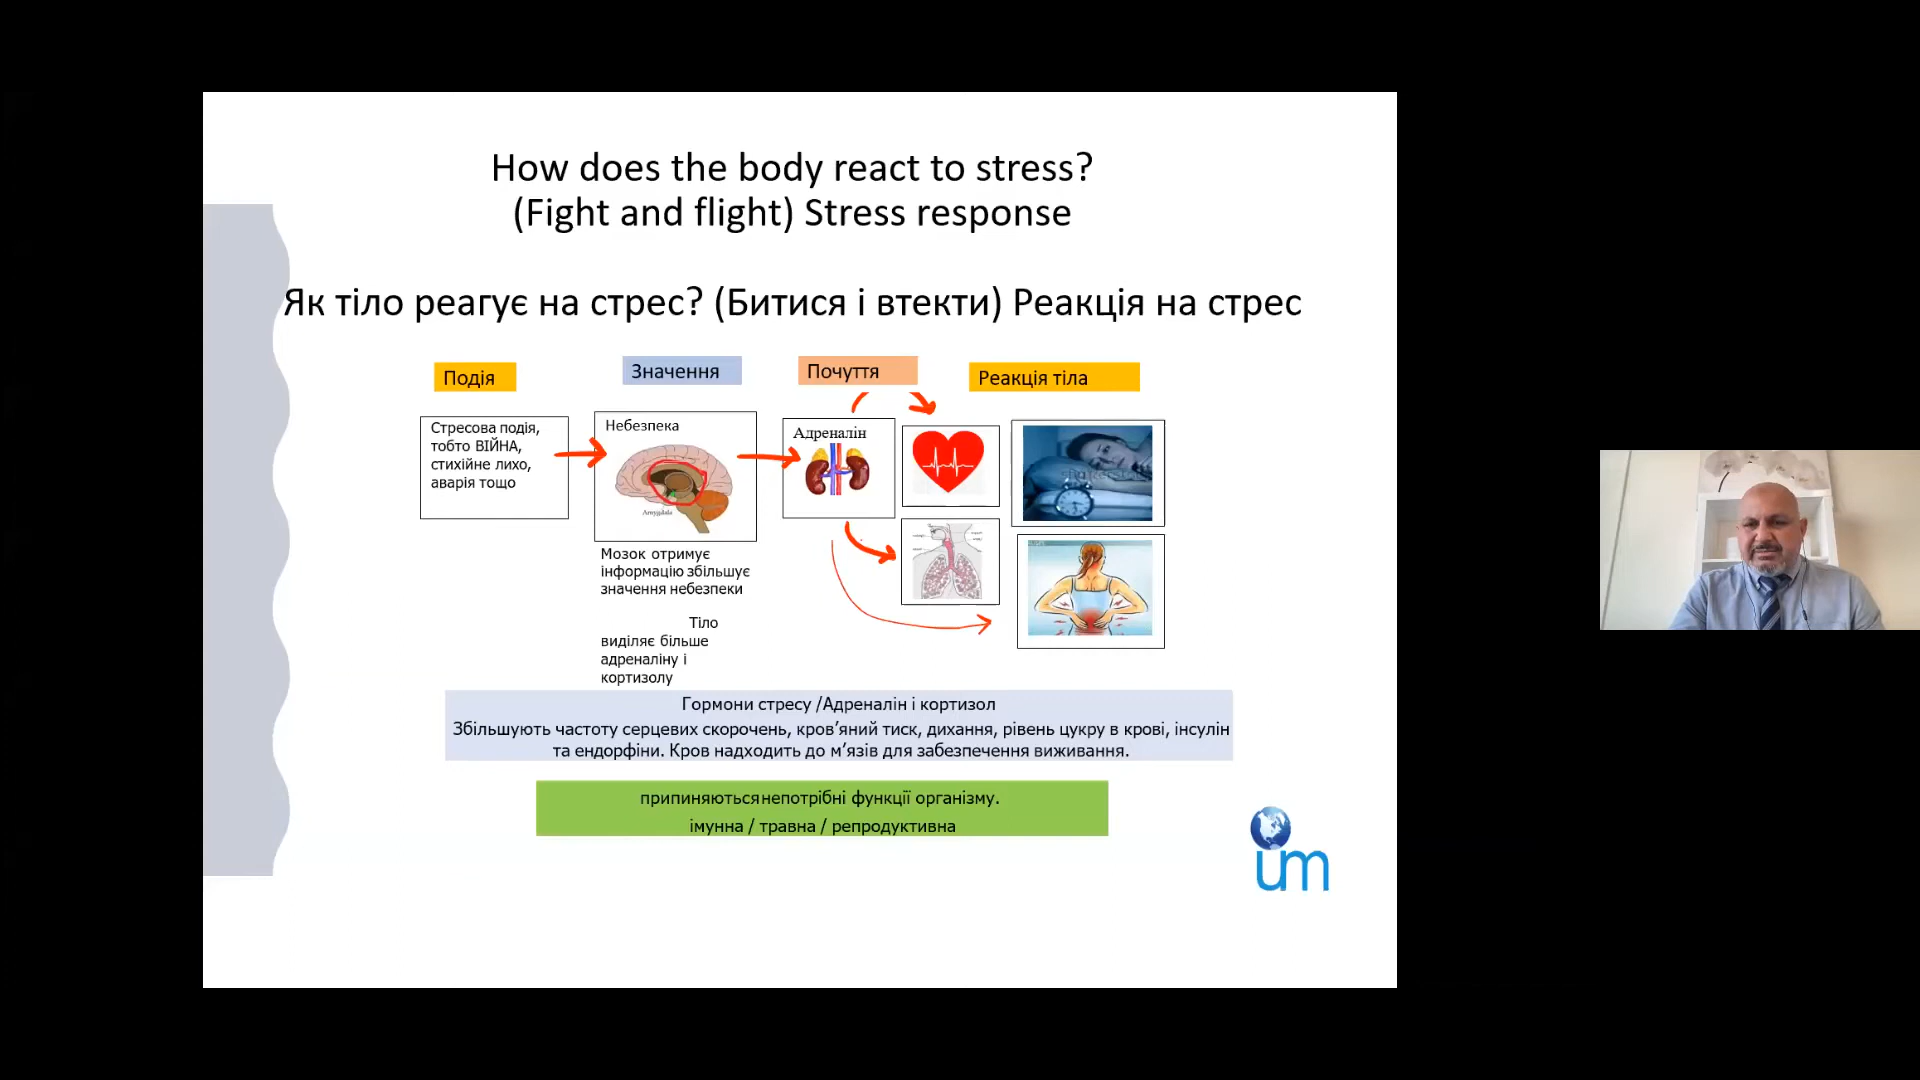 How does the body react to stress?
(Fight and flight) Stress response
Як тіло реагує на стрес? (Битися і втекти) Реакція на стрес
Подія
Значення
Почуття
Реакція тіла
Стресова подія,
тобто ВІЙНА,
стихійне лихо,
аварія тощо
Небезпека
Amygdala
Адреналін
Мозок отримує
інформацію збільшує
значення небезпеки
Тіло
виділяє більше
адреналіну і
кортизолу
Гормони стресу /Адреналін і кортизол
Збільшують частоту серцевих скорочень, кров’яний тиск, дихання, рівень цукру в крові, інсулін
та ендорфіни. Кров надходить до м’язів для забезпечення виживання.
припиняються непотрібні функції організму.
імунна / травна / репродуктивна
um